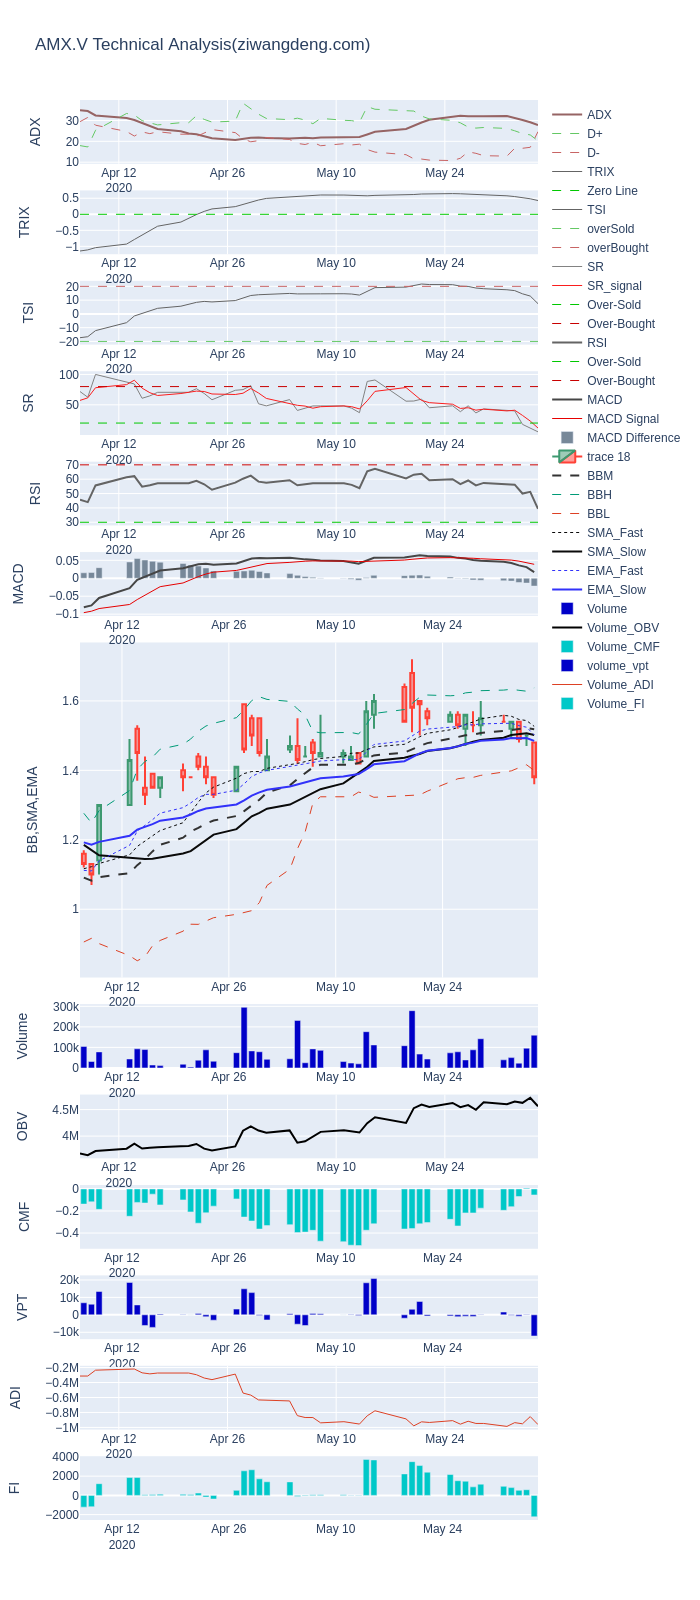 AMX.V Technical Analysis(ziwangdeng.com)
ADX
30
20
10
Apr 12
2020
Apr 26
May 10
May 24
TRIX
0.5
0
−0.5
−1
Apr 12
2020
Apr 26
May 10
May 24
TSI
20
10
0
−10
−20
Apr 12
2020
Apr 26
May 10
May 24
SR
100
50
Apr 12
2020
Apr 26
May 10
May 24
RSI
70
60
50
40
30
Apr 12
2020
Apr 26
May 10
May 24
MACD
0.05
0
−0.05
−0.1
Apr 12
2020
Apr 26
May 10
May 24
BB,SMA,EMA
1.6
1.4
1.2
1
Apr 12
2020
Apr 26
May 10
May 24
Volume
300k
200k
100k
0
Apr 12
2020
Apr 26
May 10
May 24
OBV
4.5M
4M
Apr 12
2020
Apr 26
May 10
May 24
CMF
0
−0.2
−0.4
Apr 12
2020
Apr 26
May 10
May 24
VPT
20k
10k
0
−10k
Apr 12
2020
Apr 26
May 10
May 24
ADI
−0.2M
−0.4M
−0.6M
−0.8M
−1M
Apr 12
2020
Apr 26
May 10
May 24
FI
4000
2000
0
−2000
Apr 12
2020
Apr 26
May 10
May 24
ADX
D+
D-
TRIX
Zero Line
TSI
overSold
overBought
SR
SR_signal
Over-Sold
Over-Bought
RSI
Over-Sold
Over-Bought
MACD
MACD Signal
MACD Difference
trace 18
BBM
BBH
BBL
SMA_Fast
SMA_Slow
EMA_Fast
EMA_Slow
Volume
Volume_OBV
Volume_CMF
volume_vpt
Volume_ADI
Volume_FI